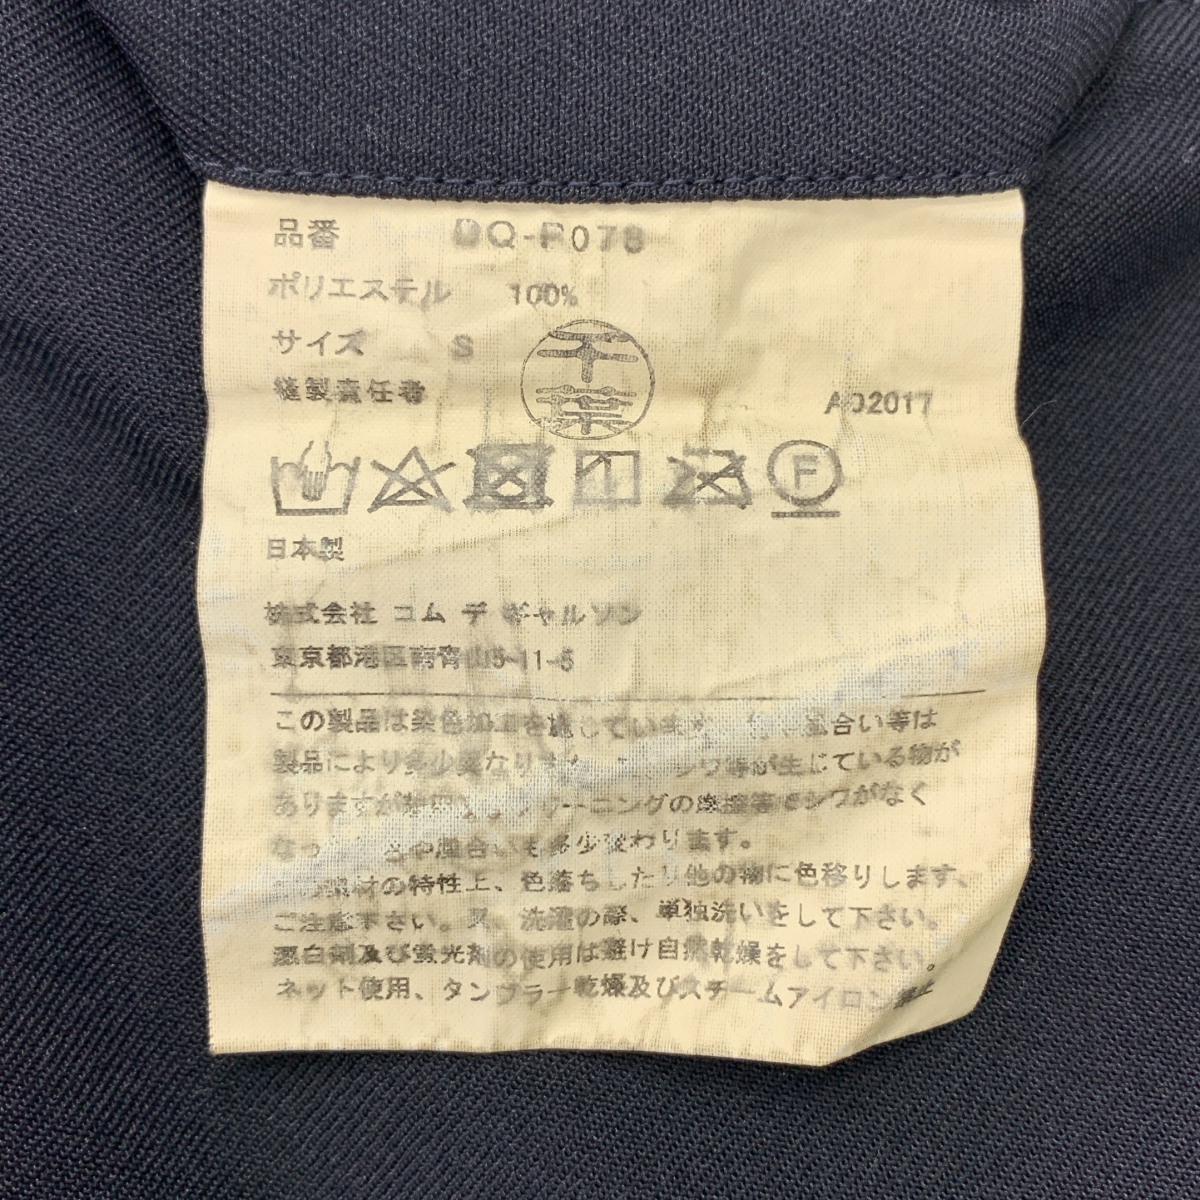 品番 DQ-P078
ポリエステル 100%
サイズ S
縫製責任者 千葉
AD2017
F
日本製
株式会社 コム デ ギャルソン
東京都港区南青山5-11-5
この製品は染色加工を施しています。 風合い等は
製品により多少異なります。 シワ等が生じている物が
ありますが着用及びクリーニングの際シワがなく
なっ 色や風合いも多少変わります。
素材の特性上、色落ちしたり他の物に色移りします、
ご注意下さい。又、洗濯の際、単独洗いをして下さい。
漂白剤及び蛍光剤の使用は避け自然乾燥をして下さい。
ネット使用、タンブラー乾燥及びスチームアイロン禁止